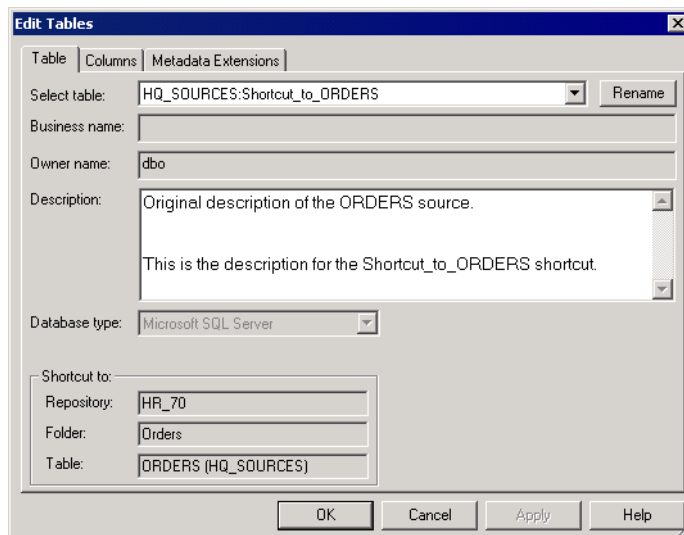 Edit Tables
Table Columns Metadata Extensions
Select table: HQ_SOURCES:Shortcut_to_ORDERS Rename
Business name:
Owner name: dbo
Description: Original description of the ORDERS source.
This is the description for the Shortcut_to_ORDERS shortcut.
Database type: Microsoft SQL Server
Shortcut to:
Repository: HR_70
Folder: Orders
Table: ORDERS (HQ_SOURCES)
OK Cancel Apply Help